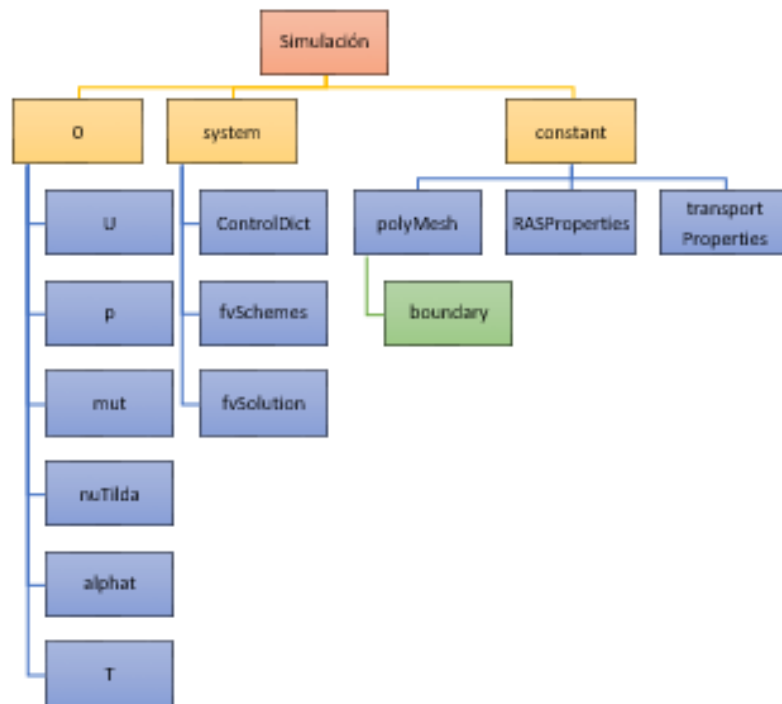 Simulación
0
system
constant
U
ControlDict
polyMesh
RASProperties
transport
Properties
p
fvSchemes
boundary
mut
fvSolution
nuTilda
alphat
T